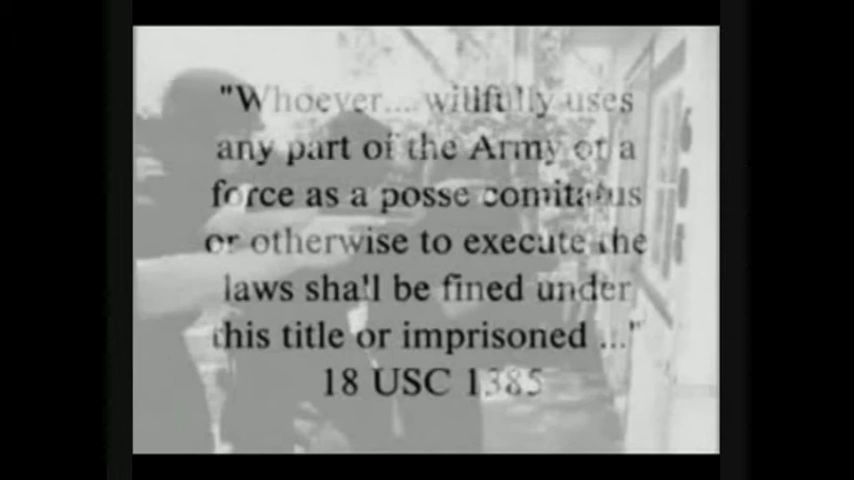 "Whoever.... willfully uses
any part of the Army or a
force as a posse comitatus
or otherwise to execute the
laws shall be fined under
this title or imprisoned ..."
18 USC 1385